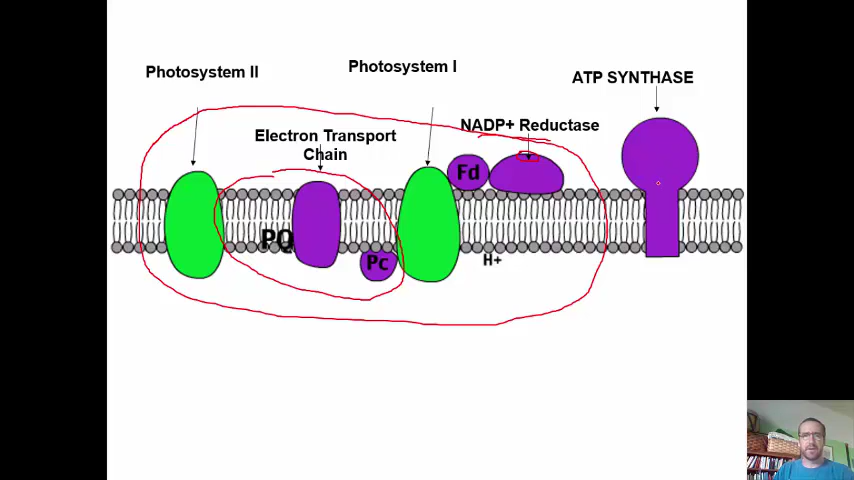 Photosystem II
Photosystem I
ATP SYNTHASE
Electron Transport
Chain
NADP+ Reductase
Fd
PQ
Pc
H+